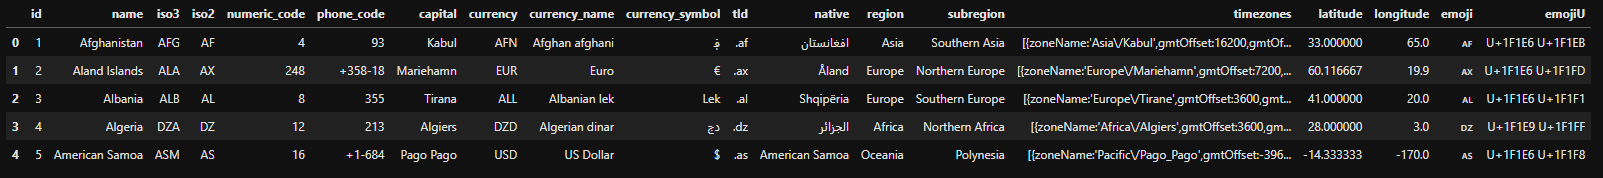 id name iso3 iso2 numeric_code phone_code capital currency currency_name currency_symbol tld native region subregion timezones latitude longitude emoji emojiU
0 1 Afghanistan AFG AF 4 93 Kabul AFN Afghan afghani ؋ .af افغانستان Asia Southern Asia [{zoneName:'Asia\/Kabul',gmtOffset:16200,gmtOf... 33.000000 65.0 AF U+1F1E6 U+1F1EB
1 2 Aland Islands ALA AX 248 +358-18 Mariehamn EUR Euro € .ax Åland Europe Northern Europe [{zoneName:'Europe\/Mariehamn',gmtOffset:7200,... 60.116667 19.9 AX U+1F1E6 U+1F1FD
2 3 Albania ALB AL 8 355 Tirana ALL Albanian lek Lek .al Shqipëria Europe Southern Europe [{zoneName:'Europe\/Tirane',gmtOffset:3600,gmt... 41.000000 20.0 AL U+1F1E6 U+1F1F1
3 4 Algeria DZA DZ 12 213 Algiers DZD Algerian dinar دج .dz الجزائر Africa Northern Africa [{zoneName:'Africa\/Algiers',gmtOffset:3600,gm... 28.000000 3.0 DZ U+1F1E9 U+1F1FF
4 5 American Samoa ASM AS 16 +1-684 Pago Pago USD US Dollar $ .as American Samoa Oceania Polynesia [{zoneName:'Pacific\/Pago_Pago',gmtOffset:-396... -14.333333 -170.0 AS U+1F1E6 U+1F1F8